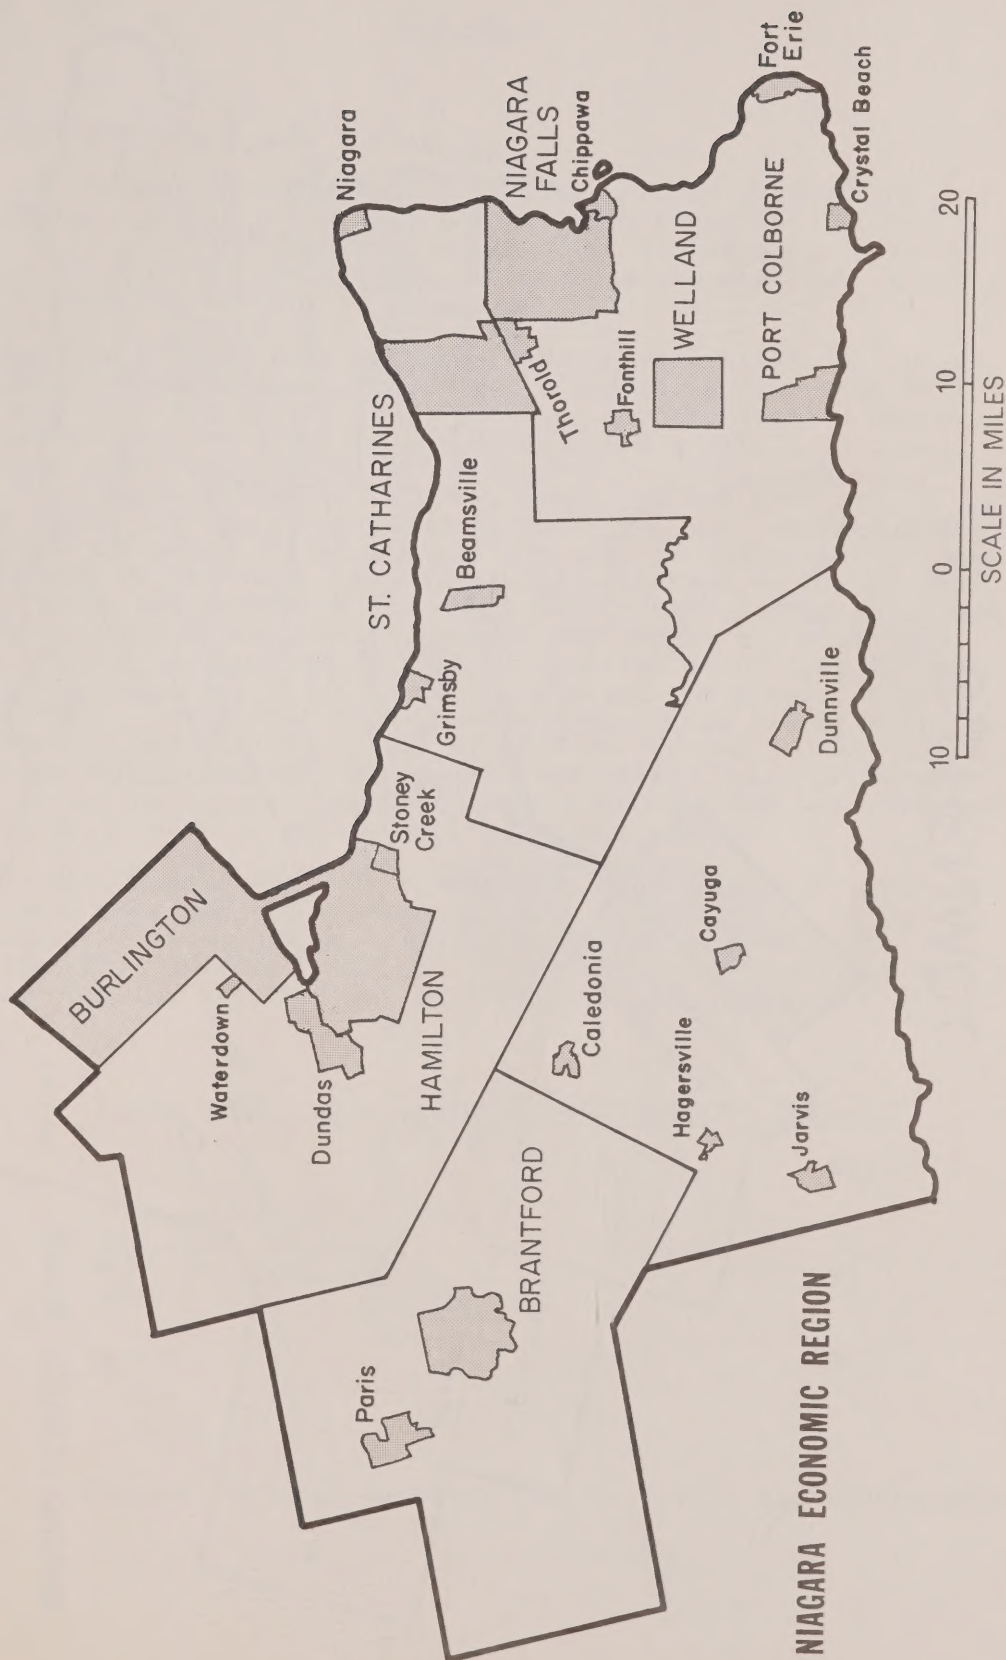 BURLINGTON
Waterdown
Dundas
HAMILTON
Stoney
Creek
Grimsby
Beamsville
ST. CATHARINES
Niagara
NIAGARA
FALLS
Chippawa
Thorold
Fonthill
WELLAND
PORT COLBORNE
Fort
Erie
Crystal Beach
Paris
BRANTFORD
Caledonia
Hagersville
Cayuga
Jarvis
Dunnville
NIAGARA ECONOMIC REGION
10 0 10 20
SCALE IN MILES